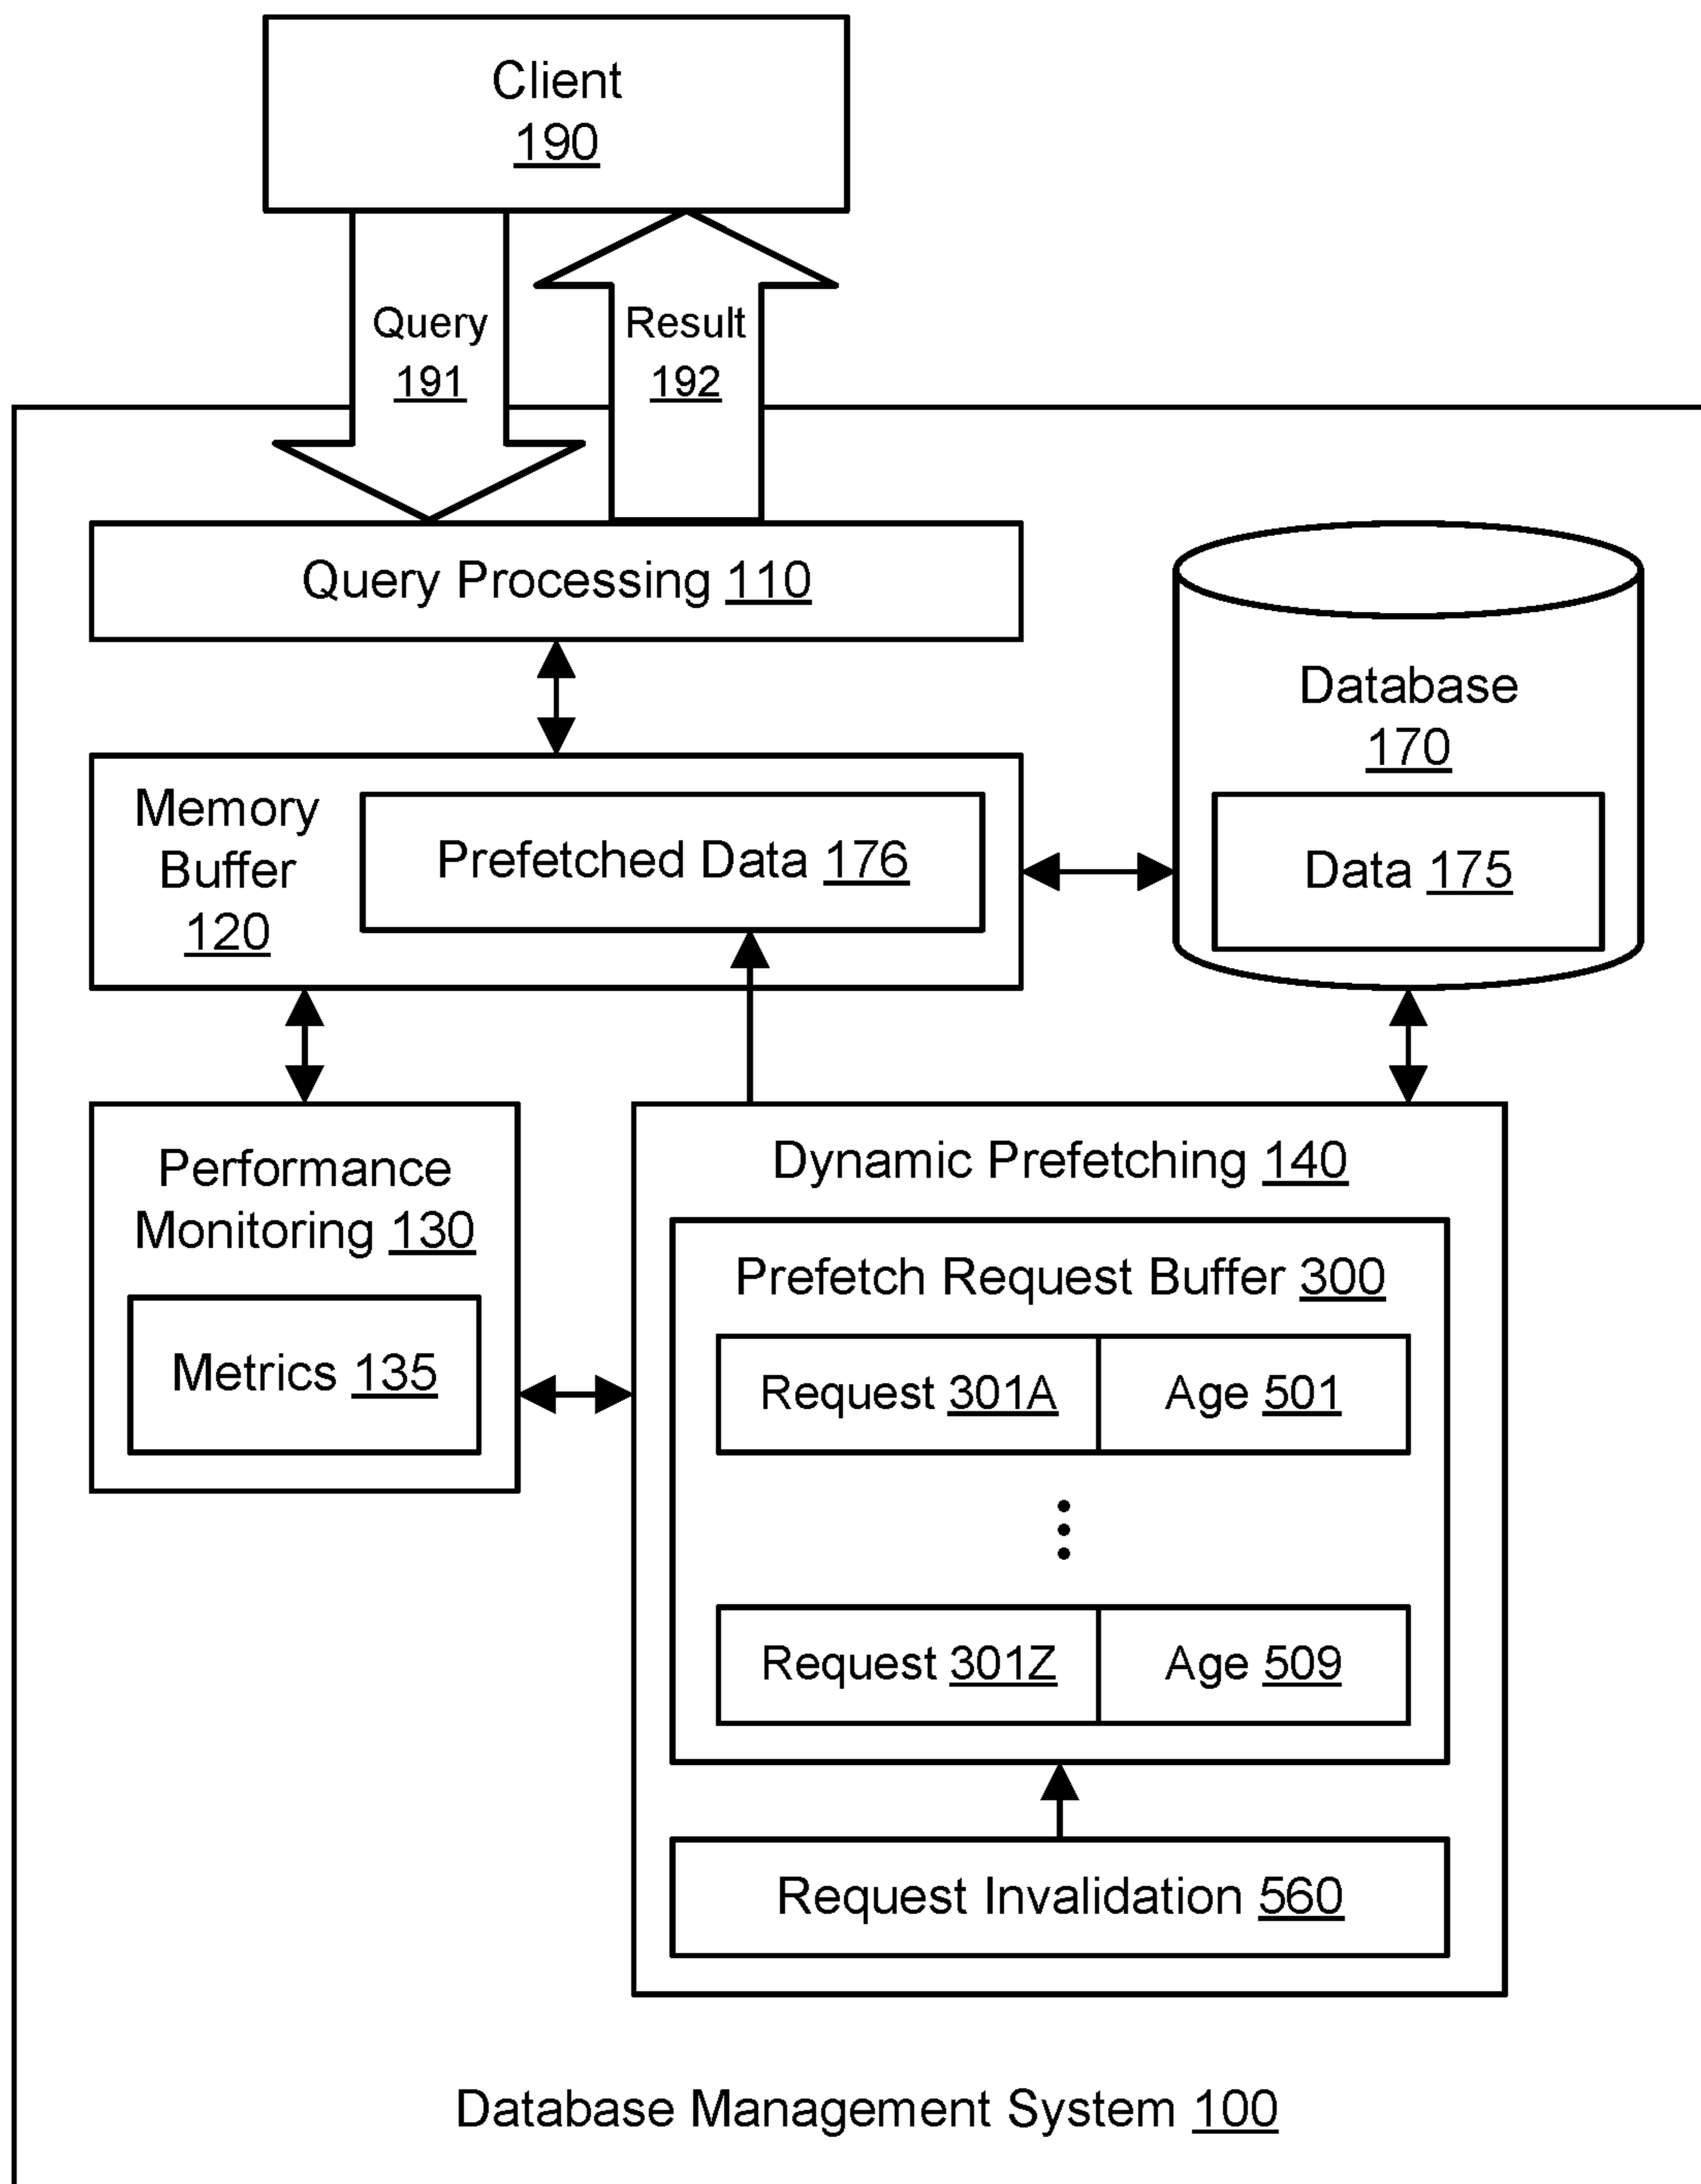 Client
190
Query
191
Result
192
Query Processing 110
Database
170
Data 175
Memory
Buffer
120
Prefetched Data 176
Performance
Monitoring 130
Metrics 135
Dynamic Prefetching 140
Prefetch Request Buffer 300
Request 301A
Age 501
Request 301Z
Age 509
Request Invalidation 560
Database Management System 100